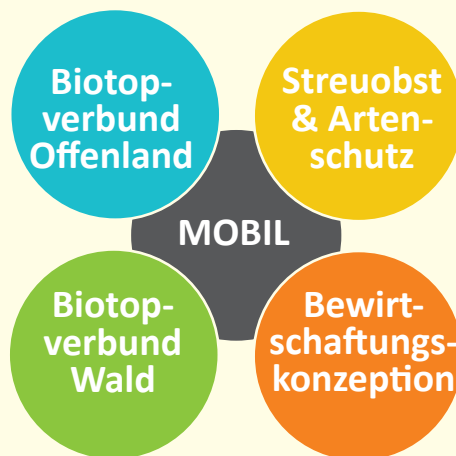 Biotop-
verbund
Offenland
Streuobst
& Arten-
schutz
MOBIL
Biotop-
verbund
Wald
Bewirt-
schaftungs-
konzeption